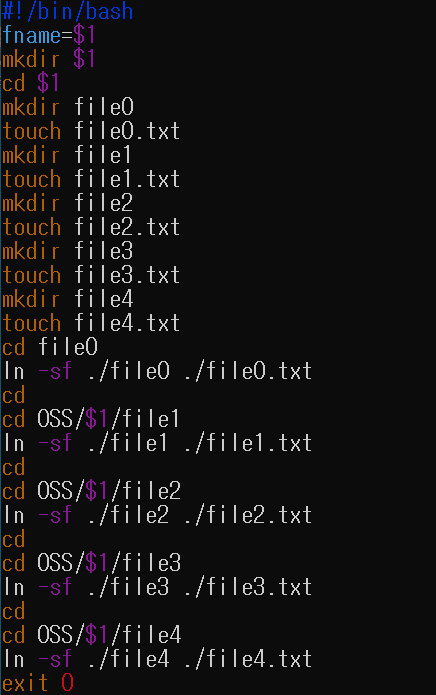 #!/bin/bash
fname=$1
mkdir $1
cd $1
mkdir file0
touch file0.txt
mkdir file1
touch file1.txt
mkdir file2
touch file2.txt
mkdir file3
touch file3.txt
mkdir file4
touch file4.txt
cd file0
ln -sf ./file0 ./file0.txt
cd
cd OSS/$1/file1
ln -sf ./file1 ./file1.txt
cd
cd OSS/$1/file2
ln -sf ./file2 ./file2.txt
cd
cd OSS/$1/file3
ln -sf ./file3 ./file3.txt
cd
cd OSS/$1/file4
ln -sf ./file4 ./file4.txt
exit 0